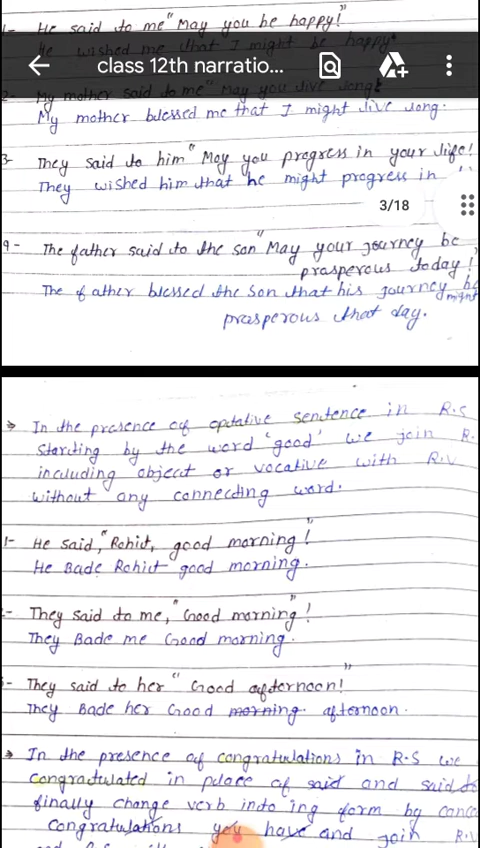 1- He said to me "May you be happy!"
He wished me that I might be happy.
← class 12th narratio...
2- My mother said to me "May you live long!
My mother blessed me that I might live long.
3- They said to him "May you progress in your life!
They wished him that he might progress in "
3/18
4- The father said to the son "May your journey be
prasperous today!"
The father blessed the son that his journey
might be
prasperous that day.
» In the presence of optative sentence in R.S
starting by the word 'good' we join R.
including object or vocative with R.V
without any connecting word.
1- He said, "Rohit, good morning!"
He Bade Rohit good morning.
- They said to me, "Good morning!"
They Bade me Good morning.
- They said to her "Good afternoon!"
They Bade her Good morning. afternoon.
» In the presence of congratulations in R.S we
congratulated in place of said and said to
finally change verb into ing form by
congratulations you have and join R.